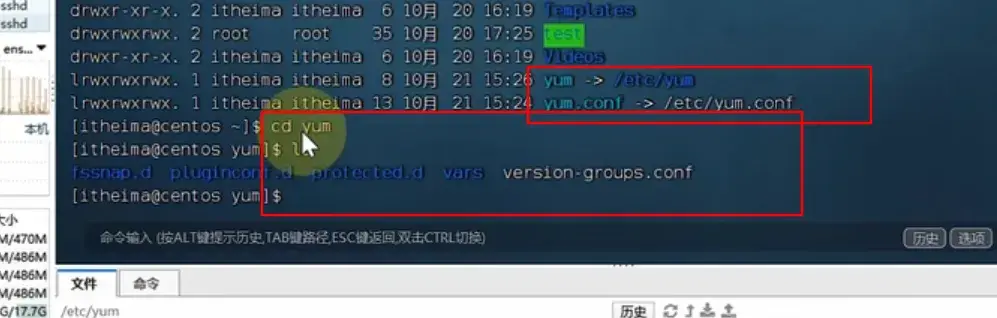 sshd
drwxr-xr-x. 2 itheima itheima 6 10月 20 16:19 Templates
sshd
drwxr-xr-x. 2 root root 35 10月 20 17:25 test
ens...
drwxr-xr-x. 2 itheima itheima 6 10月 20 16:19 Videos
lrwxrwxrwx. 1 itheima itheima 8 10月 21 15:26 yum -> /etc/yum
lrwxrwxrwx. 1 itheima itheima 13 10月 21 15:24 yum.conf -> /etc/yum.conf
本机
[itheima@centos ~]$ cd yum
[itheima@centos yum]$
fssnap.d pluginconf.d protected.d vars version-groups.conf
[itheima@centos yum]$
大小
M/470M
命令输入 (按ALT键提示历史,TAB键路径,ESC键返回,双击CTRL切换)
历史 选项
M/486M
M/486M
文件 命令
M/486M
G/17.7G
/etc/yum
历史